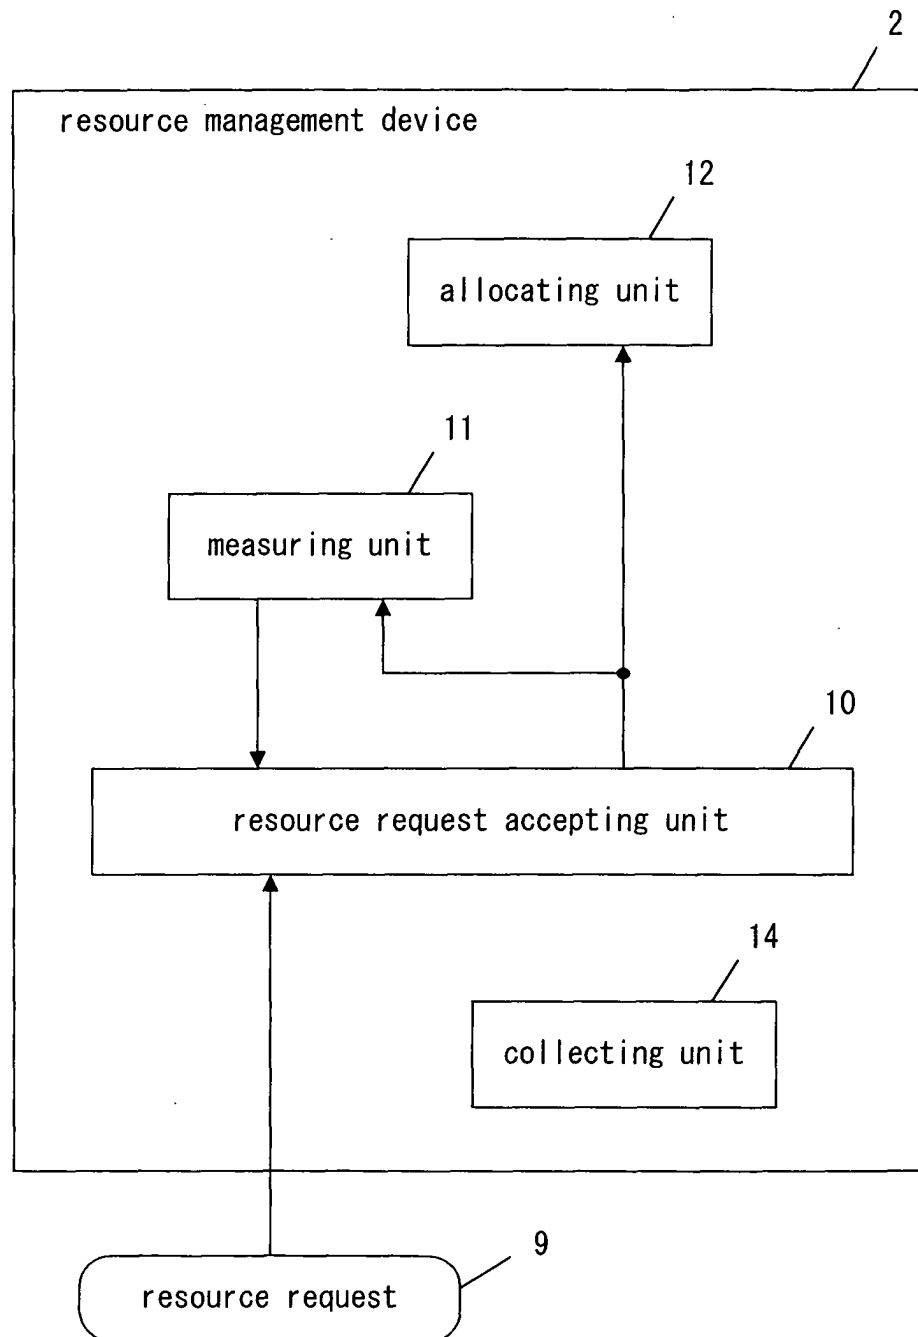 2
resource management device
12
allocating unit
11
measuring unit
10
resource request accepting unit
14
collecting unit
9
resource request